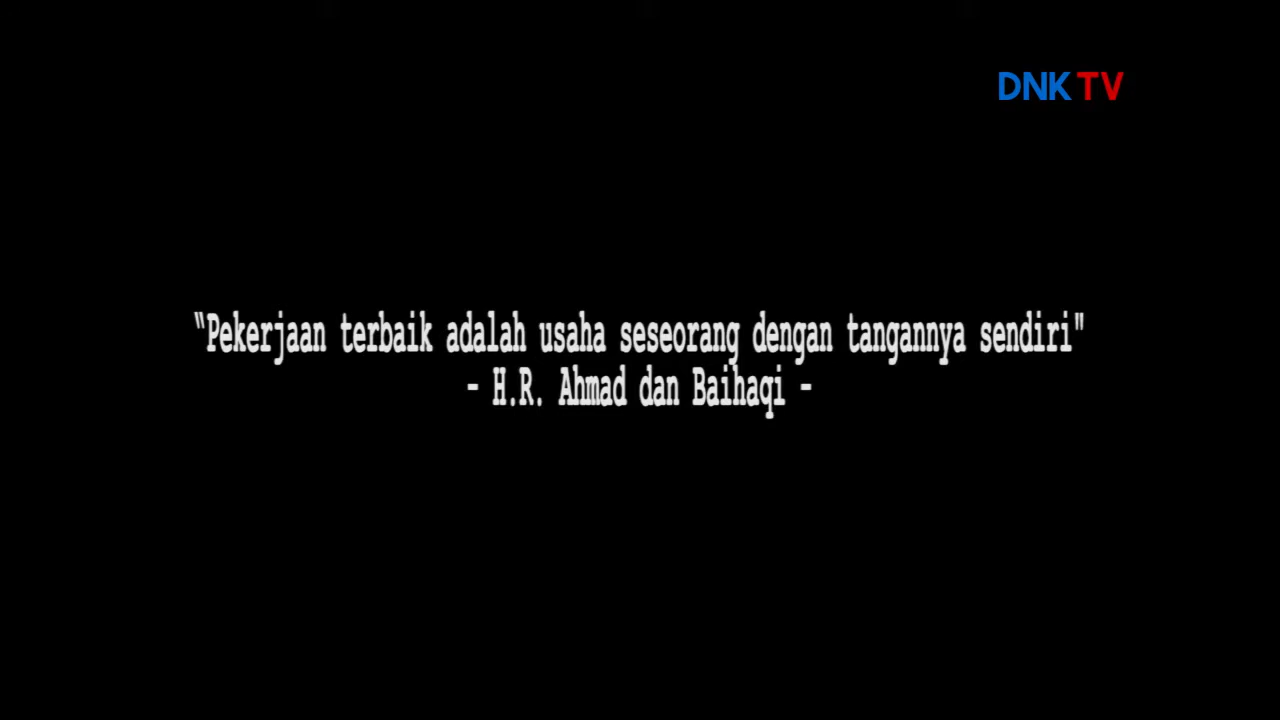 DNK TV
"Pekerjaan terbaik adalah usaha seseorang dengan tangannya sendiri"
- H.R. Ahmad dan Baihaqi -